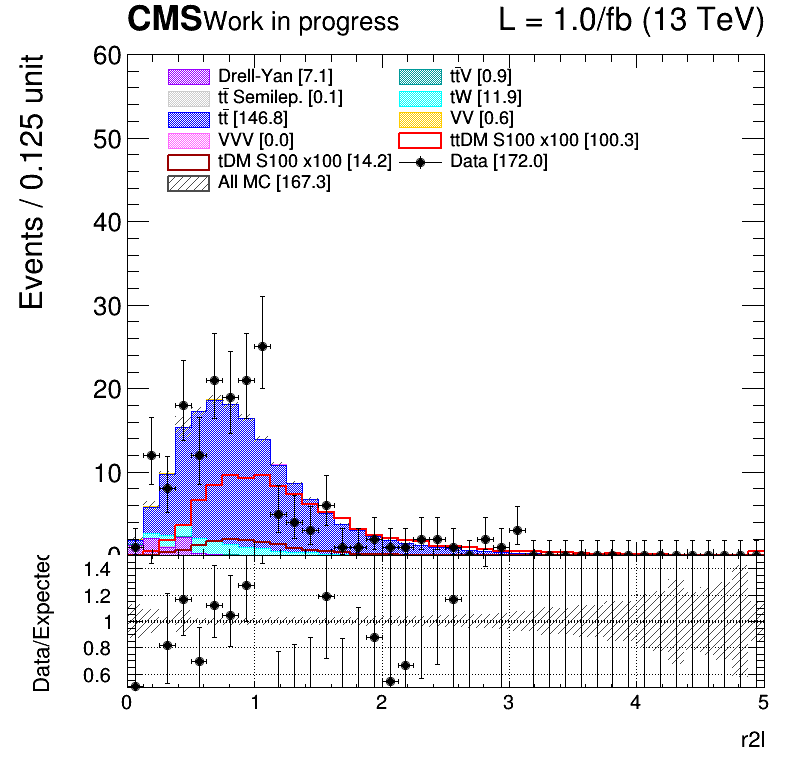 CMS Work in progress L = 1.0/fb (13 TeV)
Events / 0.125 unit
60
50
40
30
20
10
0
Drell-Yan [7.1]
tt̄V [0.9]
tt̄ Semilep. [0.1]
tW [11.9]
tt̄ [146.8]
VV [0.6]
VVV [0.0]
ttDM S100 x100 [100.3]
tDM S100 x100 [14.2]
Data [172.0]
All MC [167.3]
Data/Expected
1.4
1.2
1
0.8
0.6
0 1 2 3 4 5
r2l